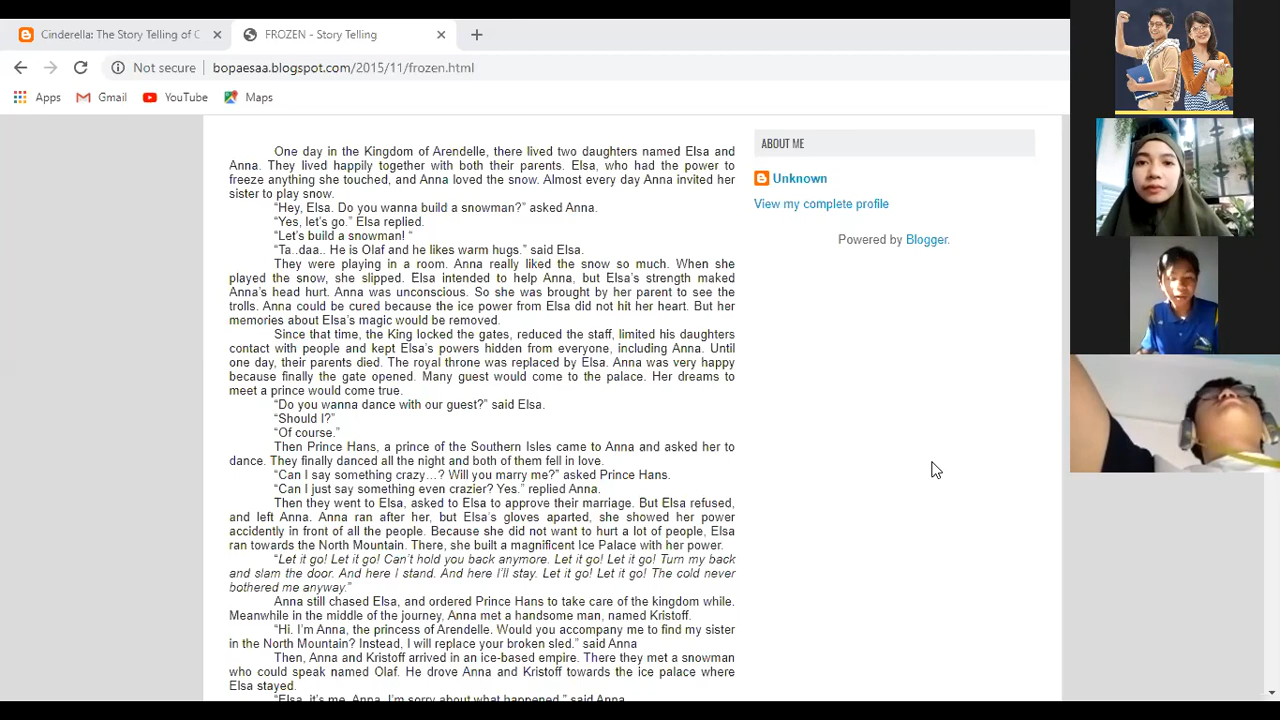 Cinderella: The Story Telling of C
FROZEN - Story Telling
Not secure
bopaesaa.blogspot.com/2015/11/frozen.html
Apps
Gmail
YouTube
Maps
One day in the Kingdom of Arendelle, there lived two daughters named Elsa and
Anna. They lived happily together with both their parents. Elsa, who had the power to
freeze anything she touched, and Anna loved the snow. Almost every day Anna invited her
sister to play snow.
“Hey, Elsa. Do you wanna build a snowman?” asked Anna.
“Yes, let’s go.” Elsa replied.
“Let’s build a snowman! “
“Ta..daa.. He is Olaf and he likes warm hugs.” said Elsa.
They were playing in a room. Anna really liked the snow so much. When she
played the snow, she slipped. Elsa intended to help Anna, but Elsa’s strength maked
Anna’s head hurt. Anna was unconscious. So she was brought by her parent to see the
trolls. Anna could be cured because the ice power from Elsa did not hit her heart. But her
memories about Elsa’s magic would be removed.
Since that time, the King locked the gates, reduced the staff, limited his daughters
contact with people and kept Elsa’s powers hidden from everyone, including Anna. Until
one day, their parents died. The royal throne was replaced by Elsa. Anna was very happy
because finally the gate opened. Many guest would come to the palace. Her dreams to
meet a prince would come true.
“Do you wanna dance with our guest?” said Elsa.
“Should I?”
“Of course.”
Then Prince Hans, a prince of the Southern Isles came to Anna and asked her to
dance. They finally danced all the night and both of them fell in love.
“Can I say something crazy…? Will you marry me?” asked Prince Hans.
“Can I just say something even crazier? Yes.” replied Anna.
Then they went to Elsa, asked to Elsa to approve their marriage. But Elsa refused,
and left Anna. Anna ran after her, but Elsa’s gloves aparted, she showed her power
accidently in front of all the people. Because she did not want to hurt a lot of people, Elsa
ran towards the North Mountain. There, she built a magnificent Ice Palace with her power.
“Let it go! Let it go! Can’t hold you back anymore. Let it go! Let it go! Turn my back
and slam the door. And here I stand. And here I’ll stay. Let it go! Let it go! The cold never
bothered me anyway.”
Anna still chased Elsa, and ordered Prince Hans to take care of the kingdom while.
Meanwhile in the middle of the journey, Anna met a handsome man, named Kristoff.
“Hi. I’m Anna, the princess of Arendelle. Would you accompany me to find my sister
in the North Mountain? Instead, I will replace your broken sled.” said Anna
Then, Anna and Kristoff arrived in an ice-based empire. There they met a snowman
who could speak named Olaf. He drove Anna and Kristoff towards the ice palace where
Elsa stayed.
“Elsa, it’s me, Anna. I’m sorry about what happened.” said Anna.
ABOUT ME
Unknown
View my complete profile
Powered by Blogger.